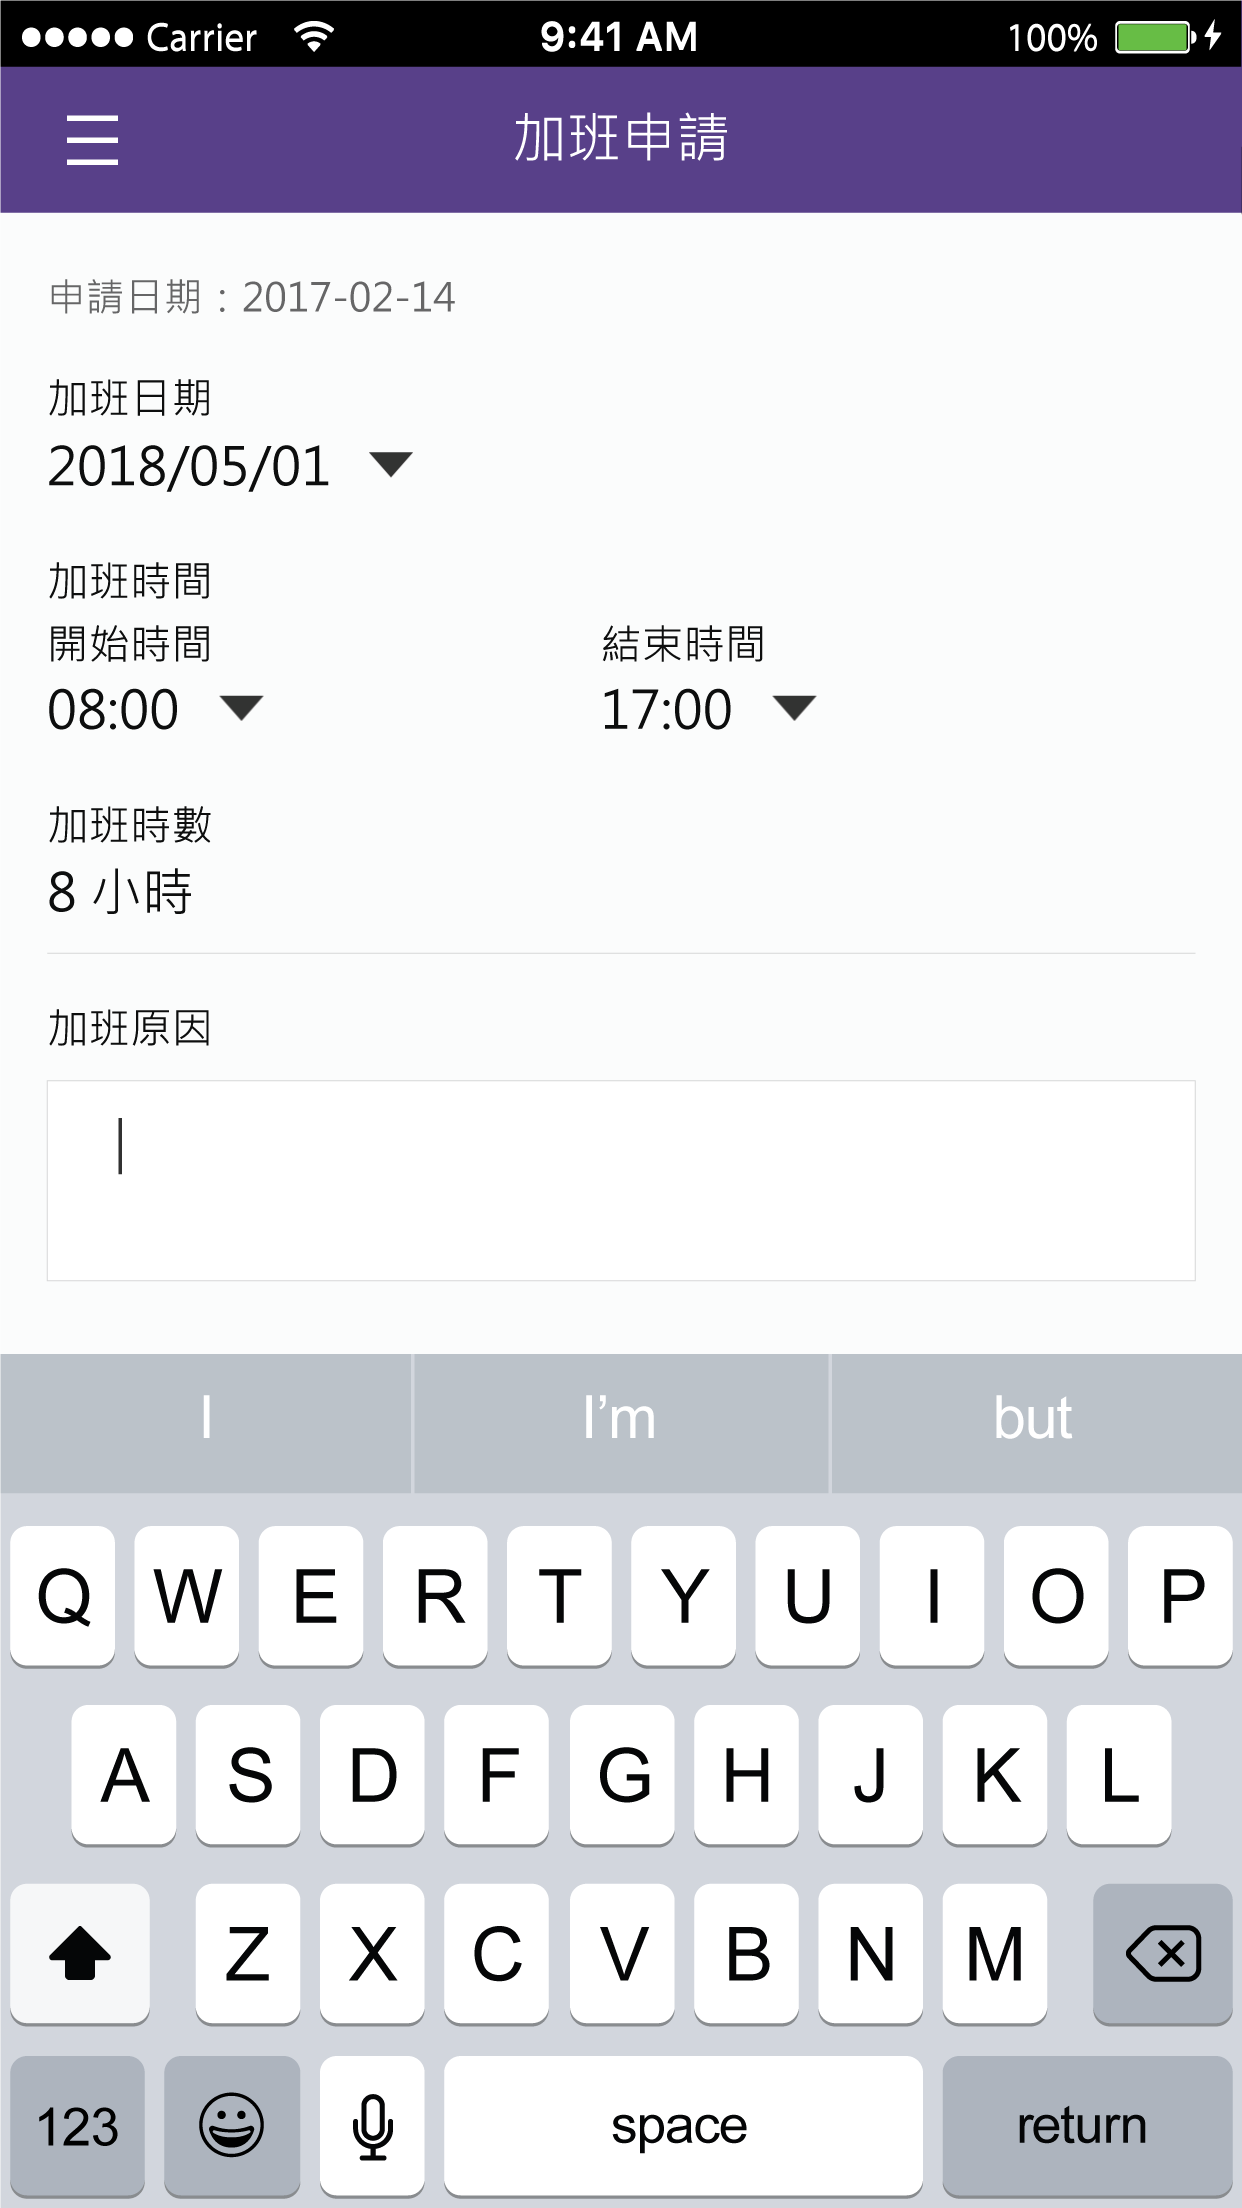 Carrier 9:41 AM 100%
加班申請
申請日期：2017-02-14
加班日期
2018/05/01
加班時間
開始時間 結束時間
08:00 17:00
加班時數
8 小時
加班原因
I I’m but
Q W E R T Y U I O P
A S D F G H J K L
Z X C V B N M
123 space return